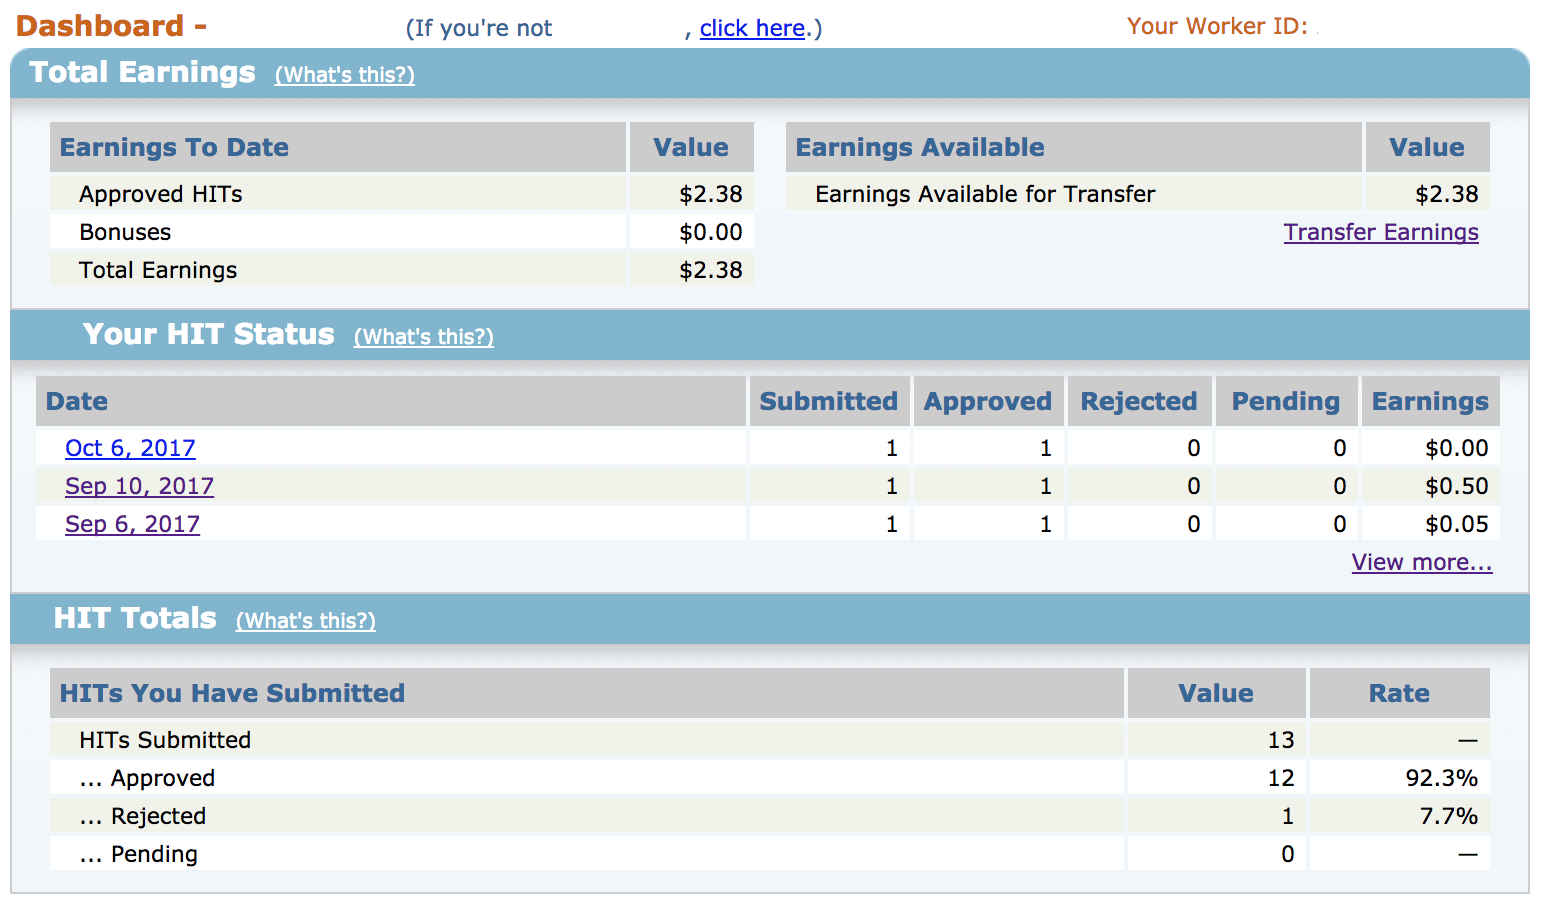 Dashboard - (If you're not , click here.) Your Worker ID:
Total Earnings (What's this?)
Earnings To Date Value Earnings Available Value
Approved HITs $2.38 Earnings Available for Transfer $2.38
Bonuses $0.00 Transfer Earnings
Total Earnings $2.38
Your HIT Status (What's this?)
Date Submitted Approved Rejected Pending Earnings
Oct 6, 2017 1 1 0 0 $0.00
Sep 10, 2017 1 1 0 0 $0.50
Sep 6, 2017 1 1 0 0 $0.05
View more...
HIT Totals (What's this?)
HITs You Have Submitted Value Rate
HITs Submitted 13 —
... Approved 12 92.3%
... Rejected 1 7.7%
... Pending 0 —